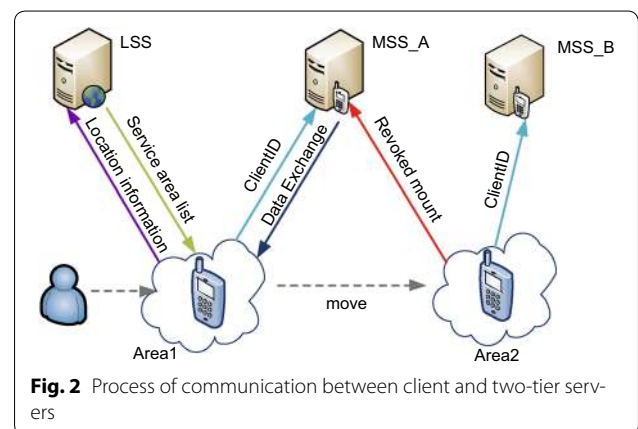 LSS
MSS_A
MSS_B
Location information
Service area list
ClientID
Data Exchange
Revoked mount
ClientID
move
Area1
Area2
Fig. 2 Process of communication between client and two-tier serv-
ers